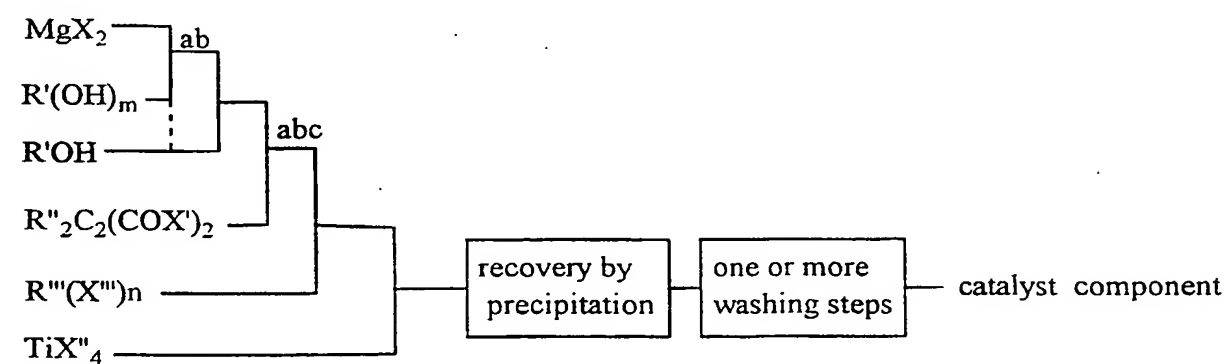 MgX₂
ab
R'(OH)ₘ
R'OH
abc
R"₂C₂(COX')₂
R'"(X'")n
TiX"₄
recovery by
precipitation
one or more
washing steps
catalyst component